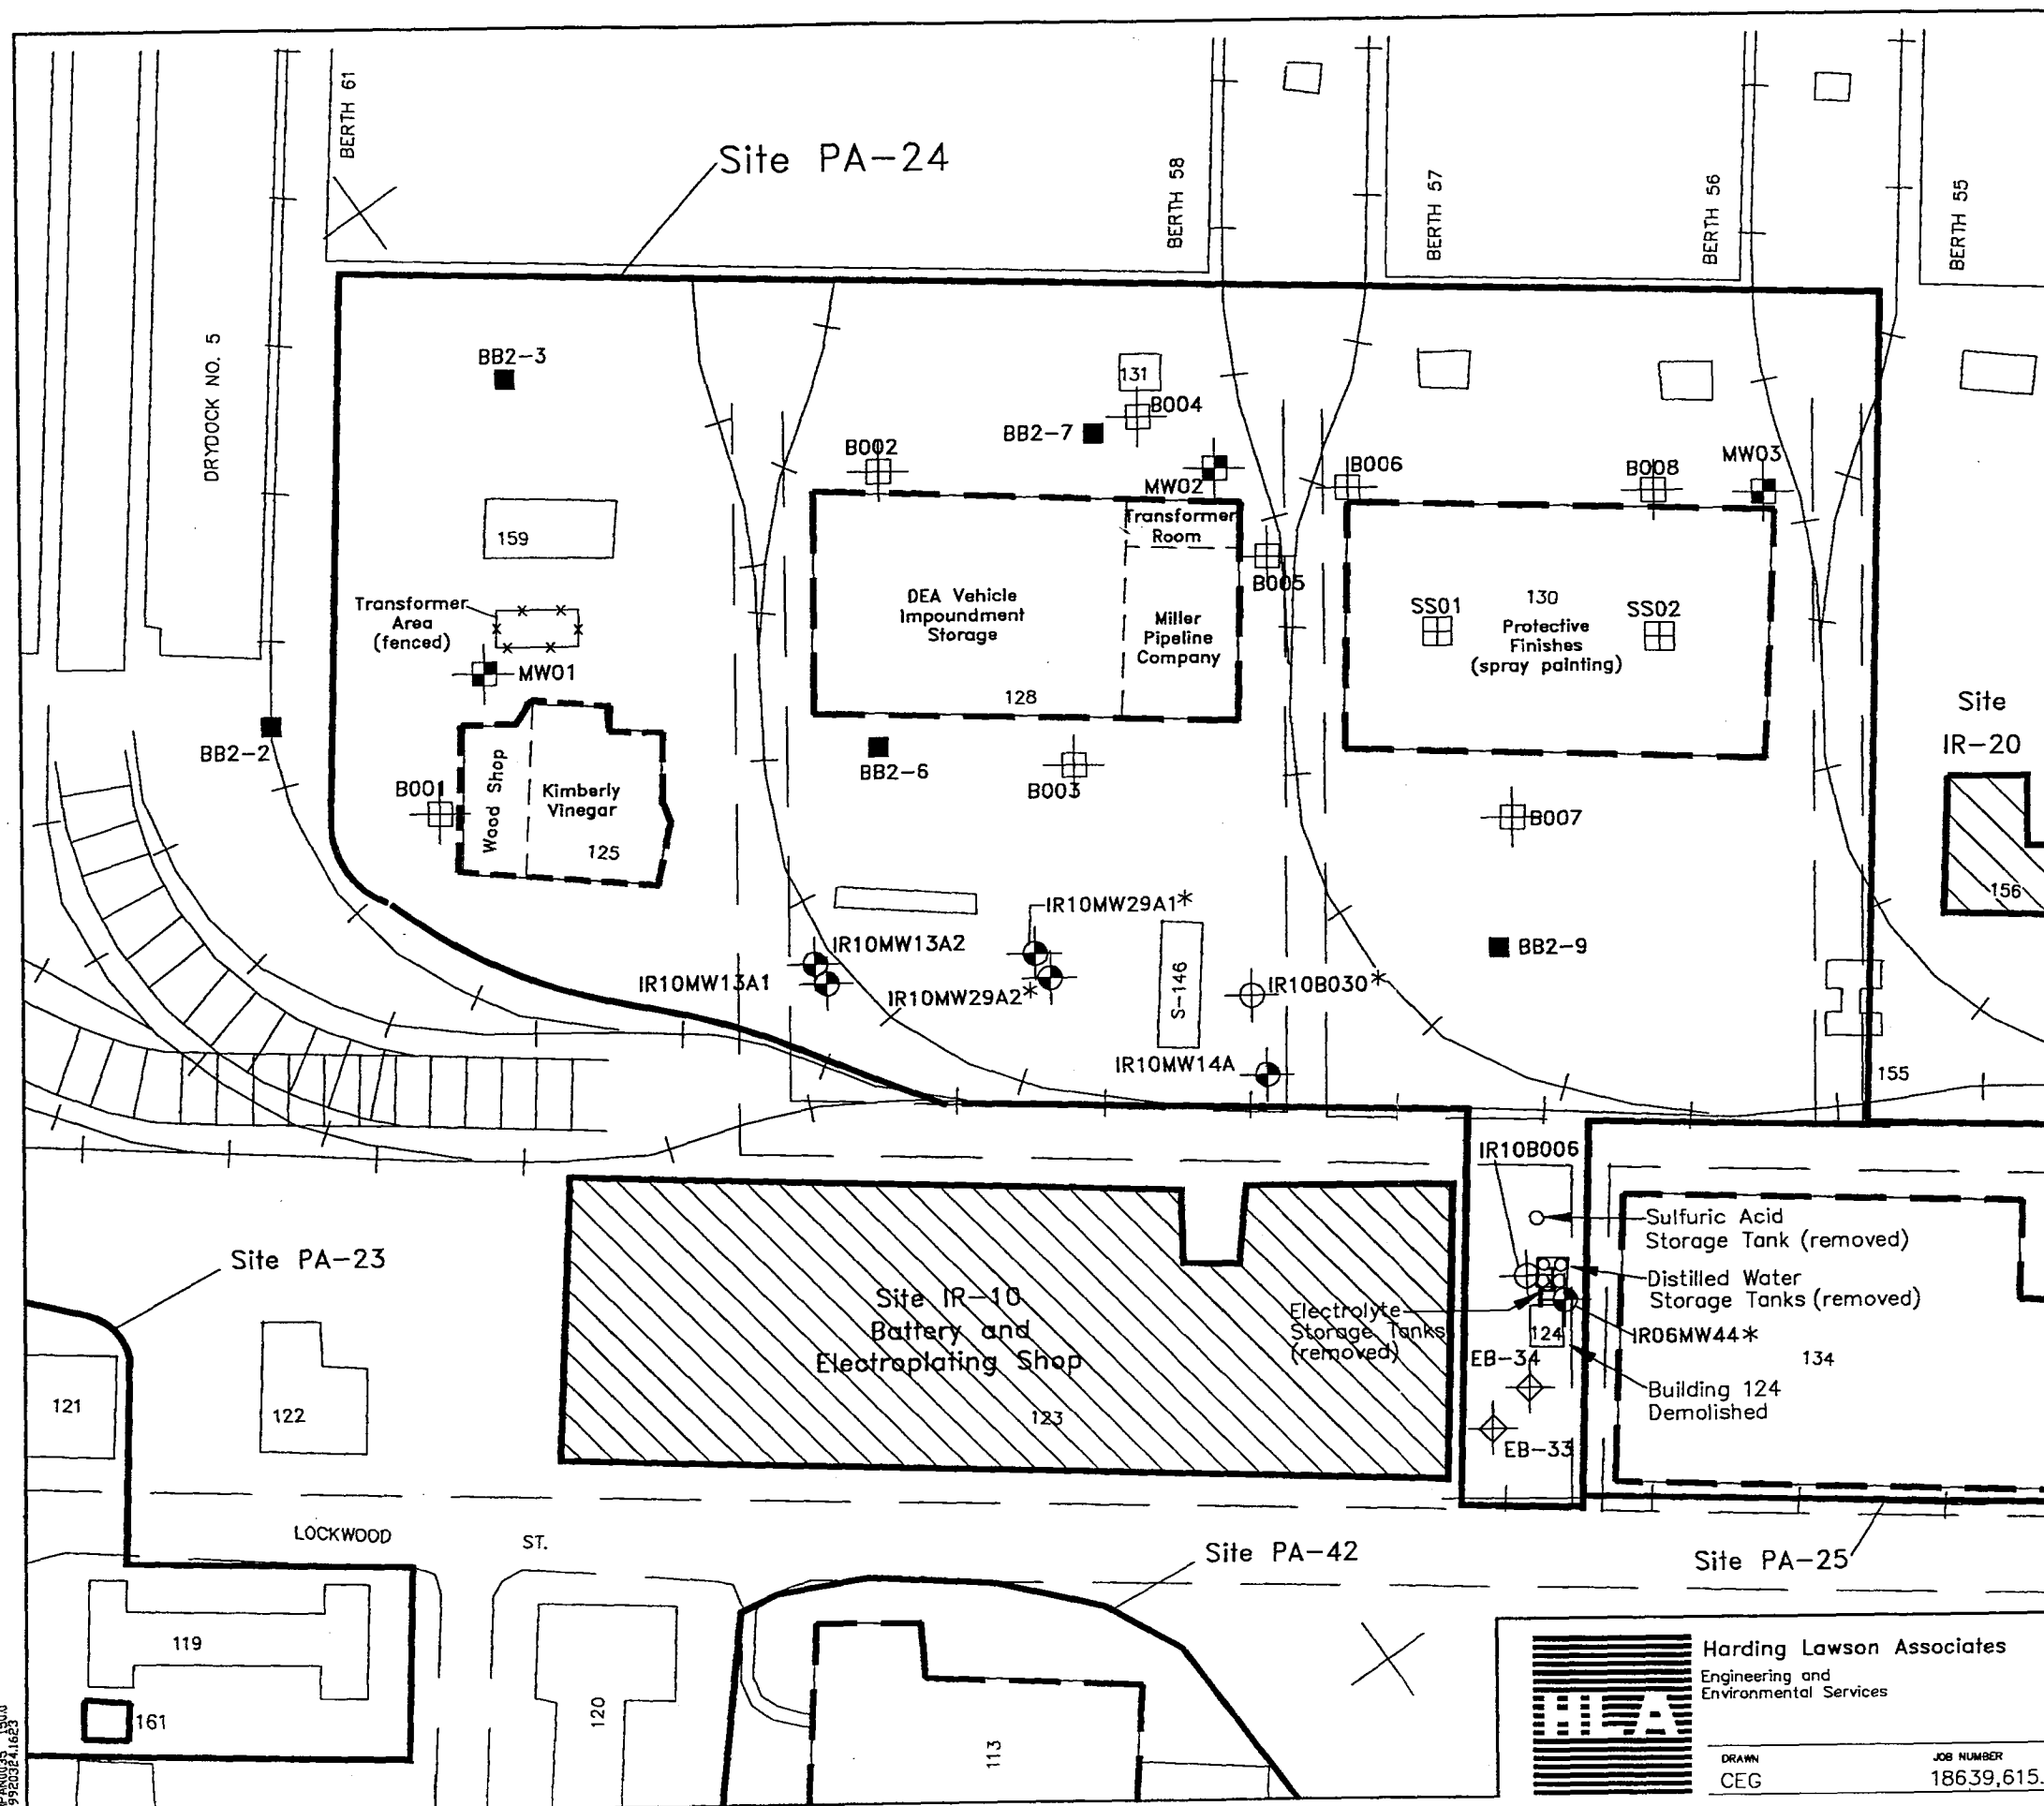 BERTH 61
Site PA-24
BERTH 58
BERTH 57
BERTH 56
BERTH 55
DRYDOCK NO. 5
BB2-3
131
B004
BB2-7
B002
MW02
B006
B008
MW03
159
Transformer
Room
B005
Transformer
Area
(fenced)
MW01
DEA Vehicle
Impoundment
Storage
Miller
Pipeline
Company
128
SS01
130
Protective
Finishes
(spray painting)
SS02
Site
IR-20
156
BB2-2
BB2-6
B003
B001
Wood Shop
Kimberly
Vinegar
125
B007
IR10MW29A1*
IR10MW13A2
IR10MW13A1
IR10MW29A2*
S-146
IR10B030*
BB2-9
IR10MW14A
155
IR10B006
Sulfuric Acid
Storage Tank (removed)
Distilled Water
Storage Tanks (removed)
Site PA-23
Site IR-10
Battery and
Electroplating Shop
123
Electrolyte
Storage Tanks
(removed)
124
IR06MW44*
134
EB-34
Building 124
Demolished
EB-33
121
122
LOCKWOOD ST.
Site PA-42
Site PA-25
119
161
120
113
HLA
Harding Lawson Associates
Engineering and
Environmental Services
DRAWN
JOB NUMBER
CEG
18639,615.